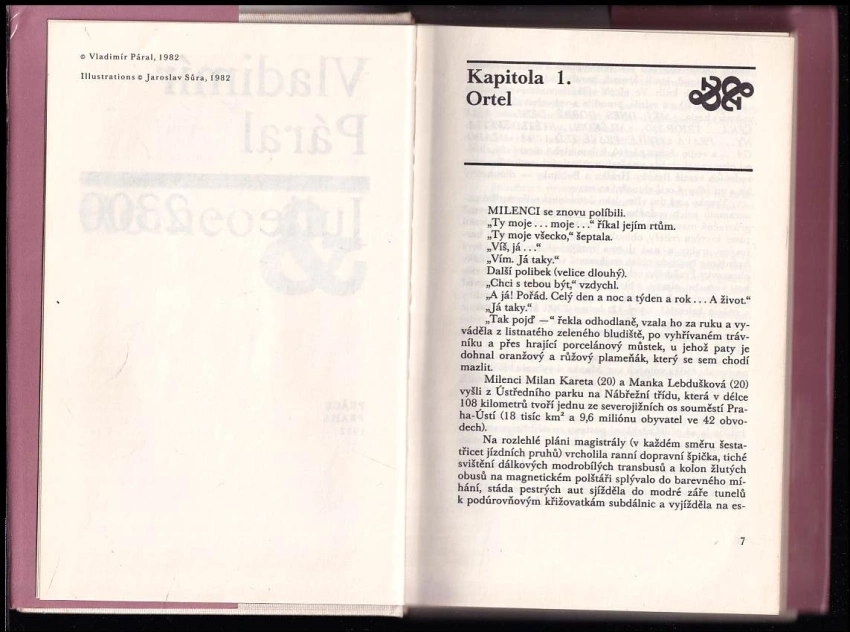 © Vladimír Páral, 1982
Illustrations © Jaroslav Sůra, 1982
Vladimír
Páral
2300
PRÁCE
PRAHA
Kapitola 1.
Ortel
MILENCI se znovu políbili.
„Ty moje . . . moje . . .“ říkal jejím rtům.
„Ty moje všecko,“ šeptala.
„Víš, já . . .“
„Vím. Já taky.“
Další polibek (velice dlouhý).
„Chci s tebou být,“ vzdychl.
„A já! Pořád. Celý den a noc a týden a rok . . . A život.“
„Já taky.“
„Tak pojď —“ řekla odhodlaně, vzala ho za ruku a vy-
váděla z listnatého zeleného bludiště, po vyhřívaném tráv-
níku a přes hrající porcelánový můstek, u jehož paty je
dohnal oranžový a růžový plameňák, který se sem chodí
mazlit.
Milenci Milan Kareta (20) a Manka Lebdušková (20)
vyšli z Ústředního parku na Nábřežní třídu, která v délce
108 kilometrů tvoří jednu ze severojižních os souměstí Pra-
ha-Ústí (18 tisíc km² a 9,6 miliónu obyvatel ve 42 obvo-
dech).
Na rozlehlé pláni magistrály (v každém směru šesta-
třicet jízdních pruhů) vrcholila ranní dopravní špička, tiché
svištění dálkových modrobílých transbusů a kolon žlutých
obusů na magnetickém polštáři splývalo do barevného mí-
hání, stáda pestrých aut sjížděla do modré záře tunelů
k podúrovňovým křižovatkám subdálnic a vyjížděla na es-
7